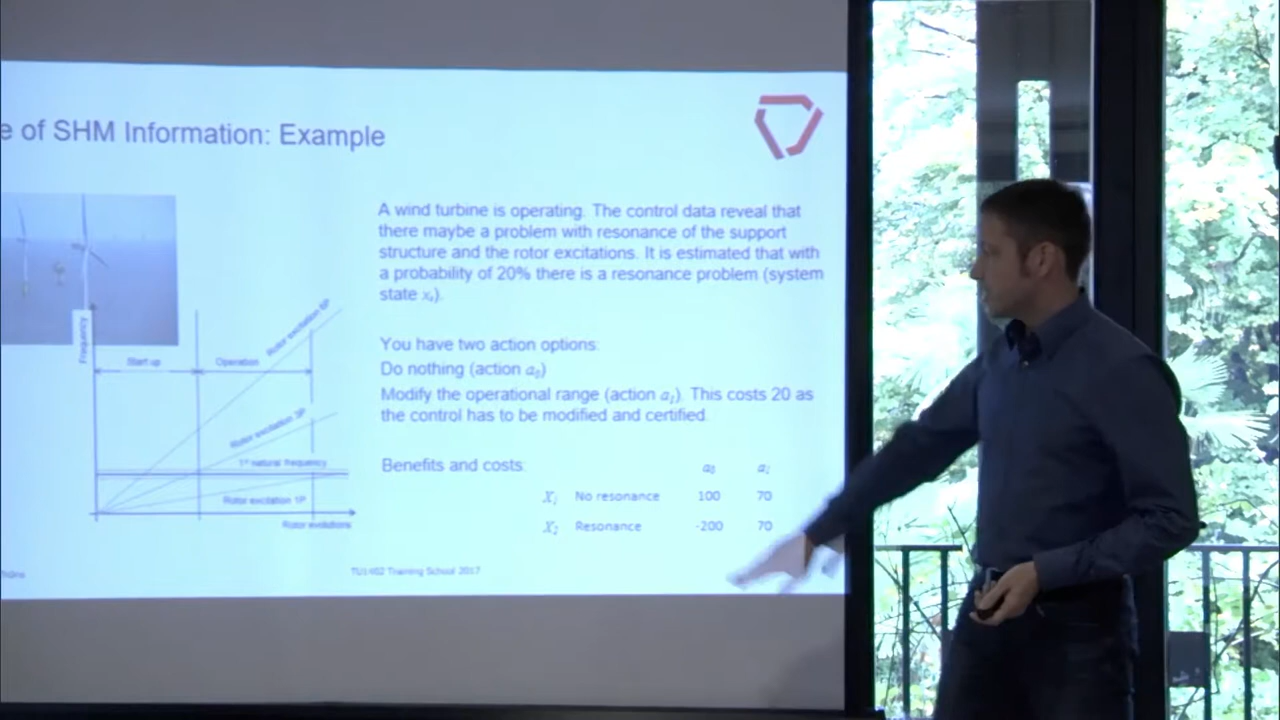 e of SHM Information: Example
A wind turbine is operating. The control data reveal that
there maybe a problem with resonance of the support
structure and the rotor excitations. It is estimated that with
a probability of 20% there is a resonance problem (system
state x₂).
You have two action options:
Do nothing (action a₀)
Modify the operational range (action a₁). This costs 20 as
the control has to be modified and certified.
Benefits and costs:
a₀ a₁
X₁ No resonance 100 70
X₂ Resonance -200 70
Frequency
Start up
Operation
Rotor excitation 6P
Rotor excitation 3P
1st natural frequency
Rotor excitation 1P
Rotor evolutions
TU1402 Training School 2017